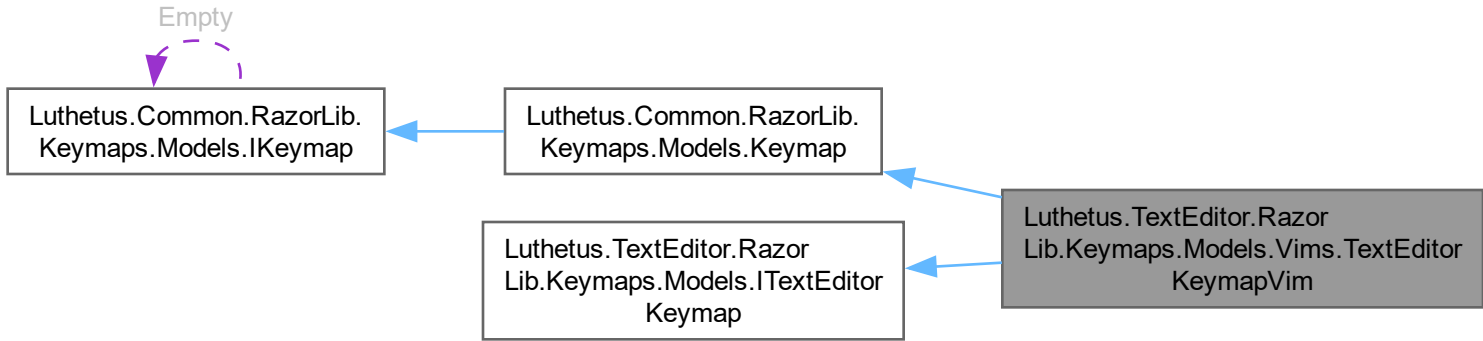 Empty
Luthetus.Common.RazorLib.
Keymaps.Models.IKeymap
Luthetus.Common.RazorLib.
Keymaps.Models.Keymap
Luthetus.TextEditor.Razor
Lib.Keymaps.Models.ITextEditor
Keymap
Luthetus.TextEditor.Razor
Lib.Keymaps.Models.Vims.TextEditor
KeymapVim